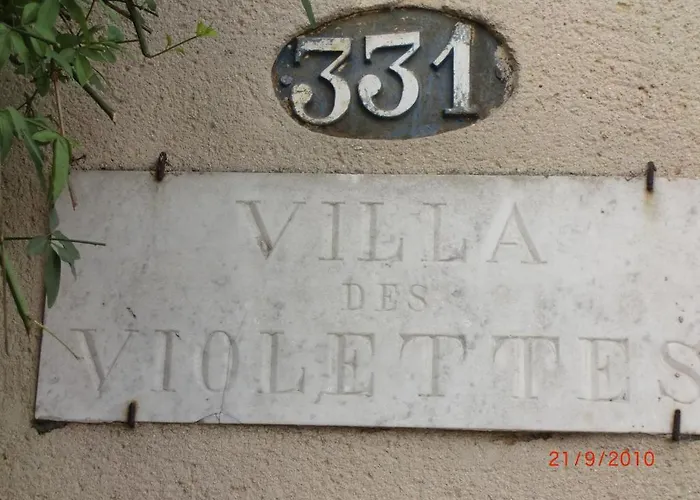 331
VILLA
DES
VIOLETTES
21/9/2010